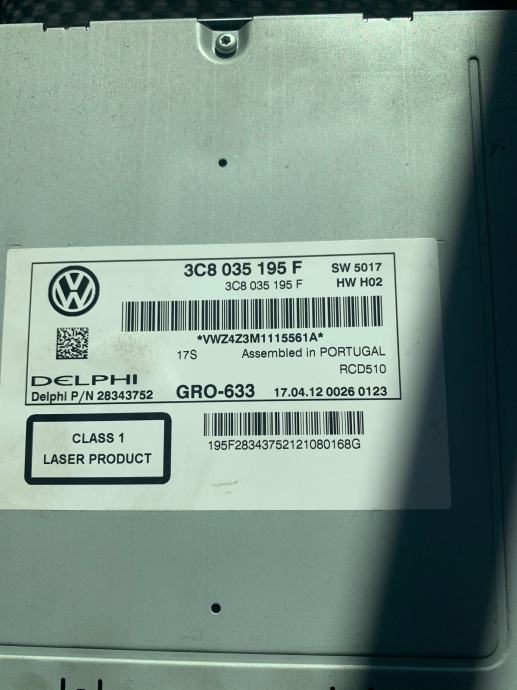 3C8 035 195 F SW 5017
3C8 035 195 F HW H02
*VWZ4Z3M1115561A*
17S Assembled in PORTUGAL
RCD510
DELPHI
Delphi P/N 28343752 GRO-633 17.04.12 0026 0123
CLASS 1
LASER PRODUCT
195F28343752121080168G